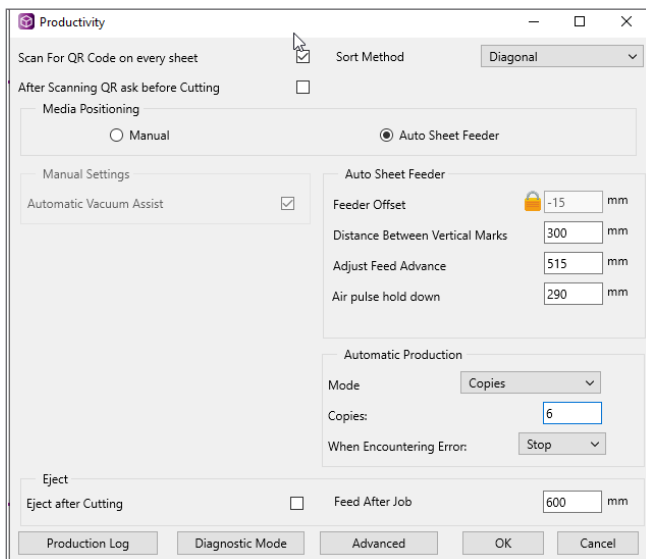 Productivity
Scan For QR Code on every sheet
Sort Method
Diagonal
After Scanning QR ask before Cutting
Media Positioning
Manual
Auto Sheet Feeder
Manual Settings
Automatic Vacuum Assist
Auto Sheet Feeder
Feeder Offset -15 mm
Distance Between Vertical Marks 300 mm
Adjust Feed Advance 515 mm
Air pulse hold down 290 mm
Automatic Production
Mode Copies
Copies: 6
When Encountering Error: Stop
Eject
Eject after Cutting
Feed After Job 600 mm
Production Log
Diagnostic Mode
Advanced
OK
Cancel